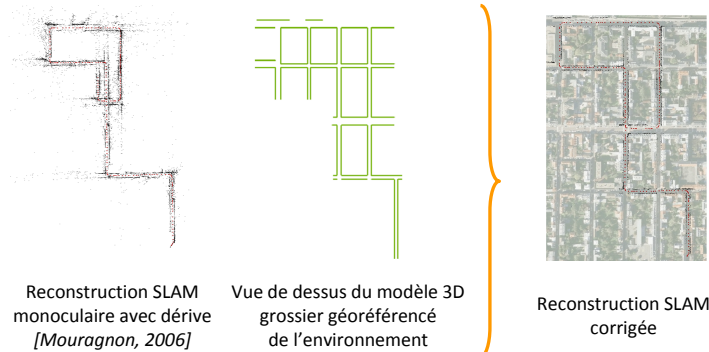 Reconstruction SLAM
monoculaire avec dérive
[Mouragnon, 2006]
Vue de dessus du modèle 3D
grossier géoréférencé
de l’environnement
Reconstruction SLAM
corrigée